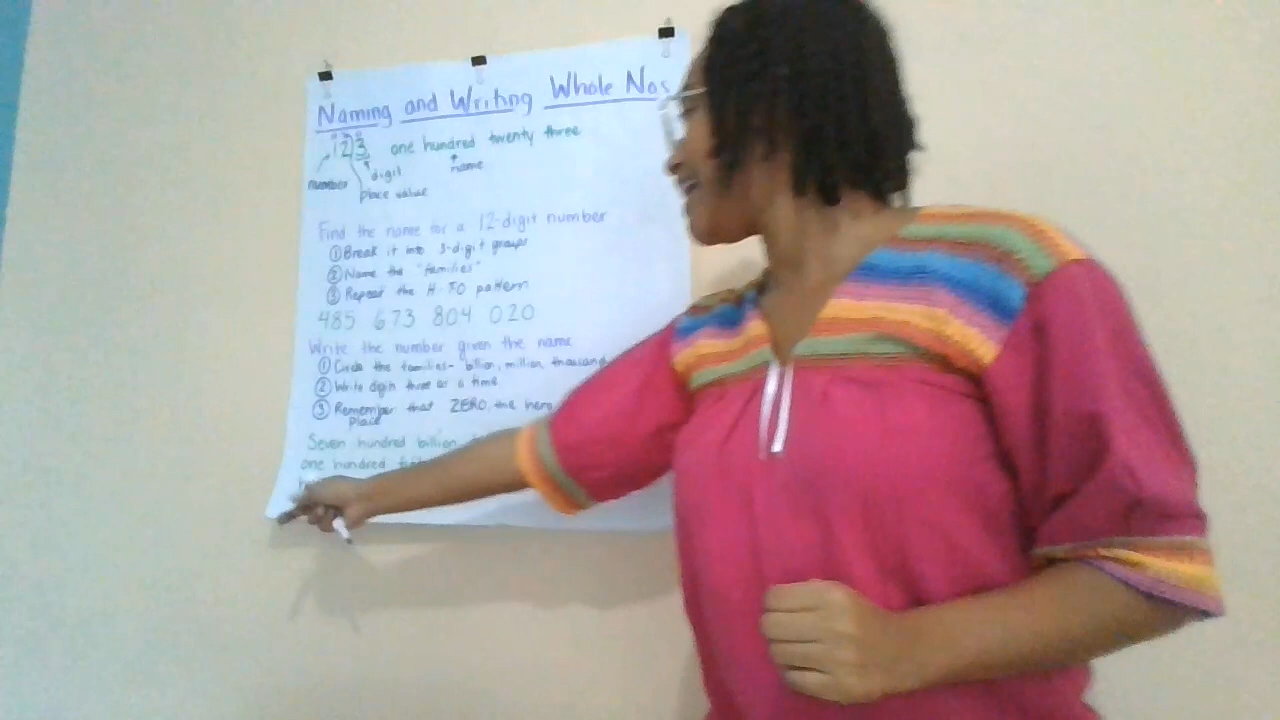 Naming and Writing Whole Nos
H T O
123 one hundred twenty three
digit name
number
place value
Find the name for a 12-digit number
① Break it into 3-digit groups
② Name the "families"
③ Repeat the H-T-O pattern
485 673 804 020
Write the number given the name
① Circle the families- billion, million, thousand
② Write digits three at a time
③ Remember that ZERO, the hero
place
Seven hundred billion
one hundred